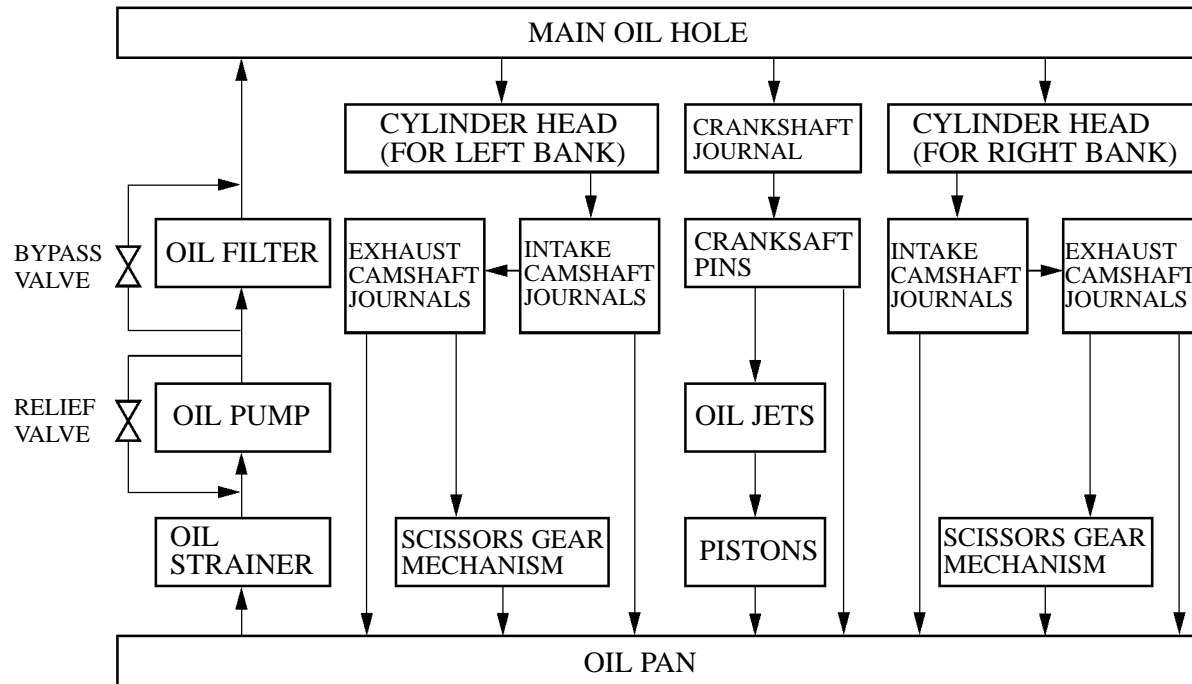 MAIN OIL HOLE
CYLINDER HEAD
(FOR LEFT BANK)
CRANKSHAFT
JOURNAL
CYLINDER HEAD
(FOR RIGHT BANK)
BYPASS
VALVE
OIL FILTER
EXHAUST
CAMSHAFT
JOURNALS
INTAKE
CAMSHAFT
JOURNALS
CRANKSAFT
PINS
INTAKE
CAMSHAFT
JOURNALS
EXHAUST
CAMSHAFT
JOURNALS
RELIEF
VALVE
OIL PUMP
OIL JETS
OIL
STRAINER
SCISSORS GEAR
MECHANISM
PISTONS
SCISSORS GEAR
MECHANISM
OIL PAN